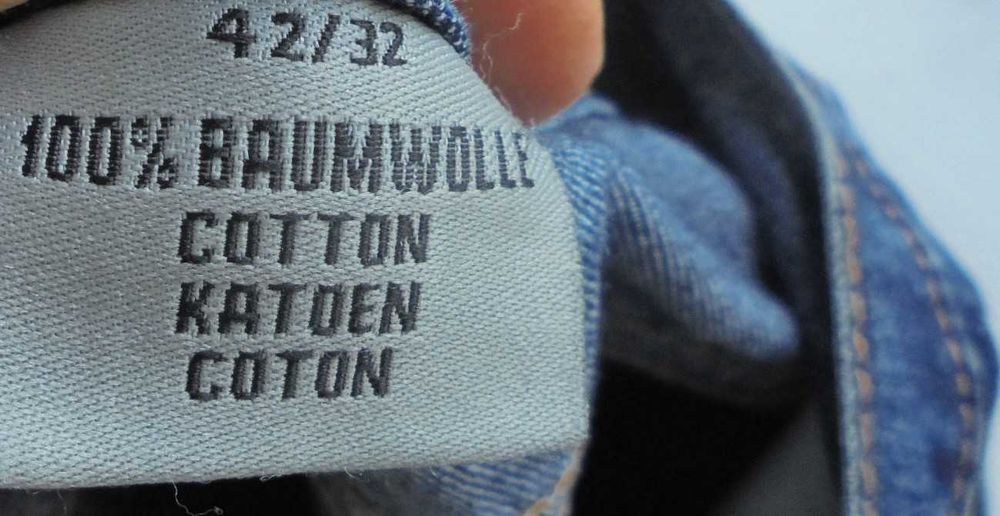 42/32
100% BAUMWOLLE
COTTON
KATOEN
COTON